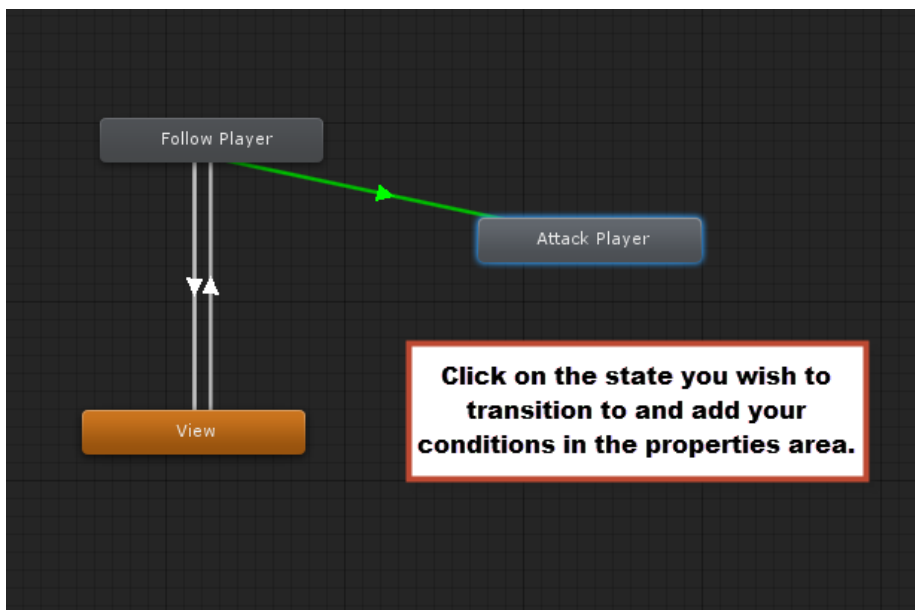 Follow Player
Attack Player
Click on the state you wish to
transition to and add your
conditions in the properties area.
View